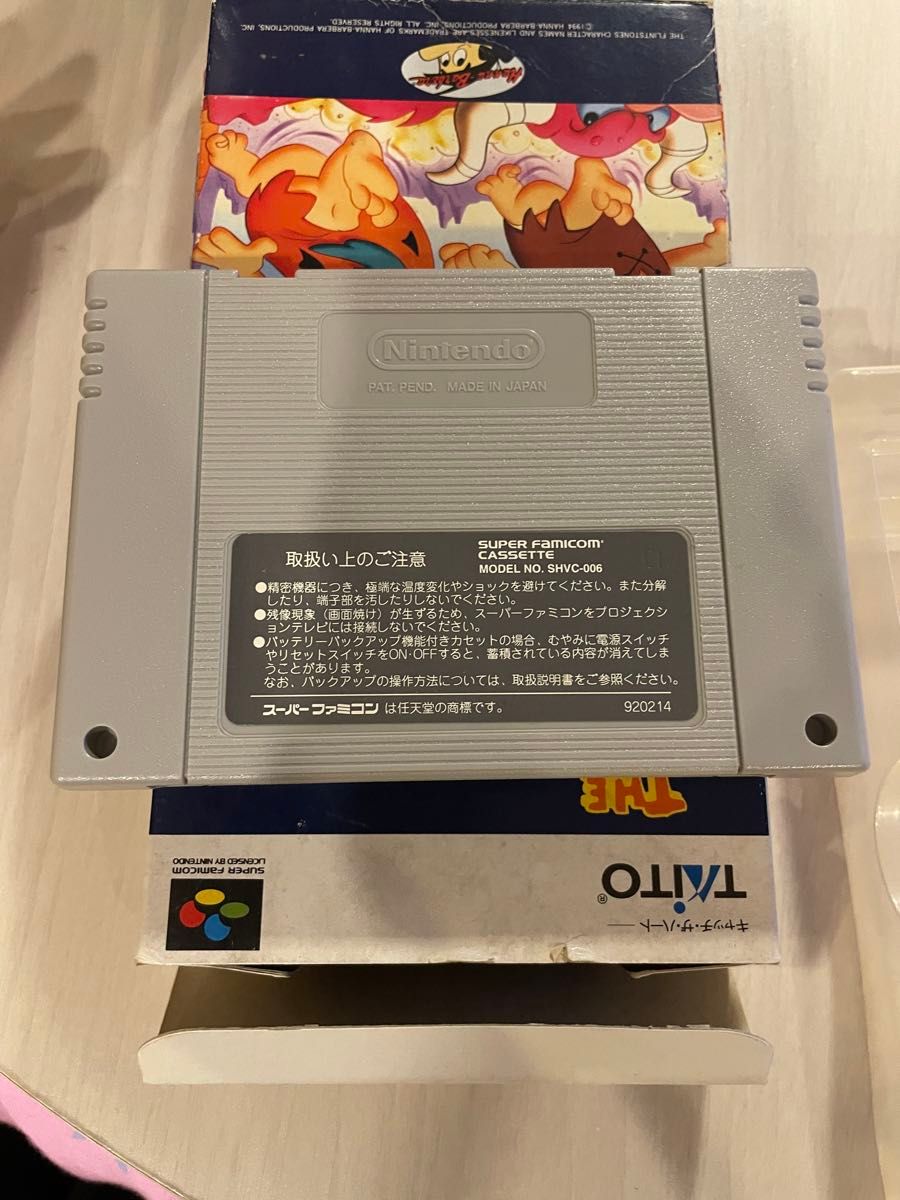 THE FLINTSTONES CHARACTER NAMES AND LIKENESSES ARE TRADEMARKS OF HANNA-BARBERA PRODUCTIONS, INC.
©1994 HANNA-BARBERA PRODUCTIONS, INC. ALL RIGHTS RESERVED.
Hanna-Barbera
Nintendo
PAT. PEND. MADE IN JAPAN
取扱い上のご注意
SUPER FAMICOM
CASSETTE
MODEL NO. SHVC-006
●精密機器につき、極端な温度変化やショックを避けてください。また分解
したり、端子部を汚したりしないでください。
●残像現象（画面焼け）が生ずるため、スーパーファミコンをプロジェクシ
ョンテレビには接続しないでください。
●バッテリーバックアップ機能付きカセットの場合、むやみに電源スイッチ
やリセットスイッチをON・OFFすると、蓄積されている内容が消えてしま
うことがあります。
なお、バックアップの操作方法については、取扱説明書をご参照ください。
スーパーファミコンは任天堂の商標です。
920214
THE
SUPER FAMICOM
LICENSED BY NINTENDO
TAITO®
キャッチ・ザ・ハート